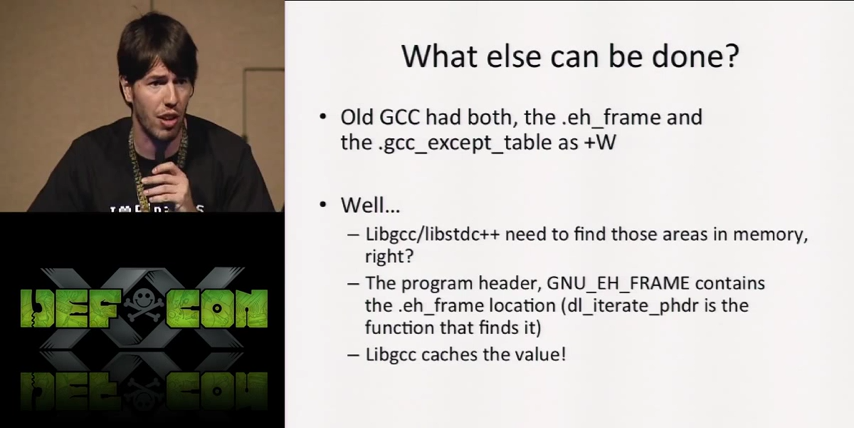 What else can be done?
• Old GCC had both, the .eh_frame and
the .gcc_except_table as +W
• Well...
– Libgcc/libstdc++ need to find those areas in memory,
right?
– The program header, GNU_EH_FRAME contains
the .eh_frame location (dl_iterate_phdr is the
function that finds it)
– Libgcc caches the value!
DEF CON
XX